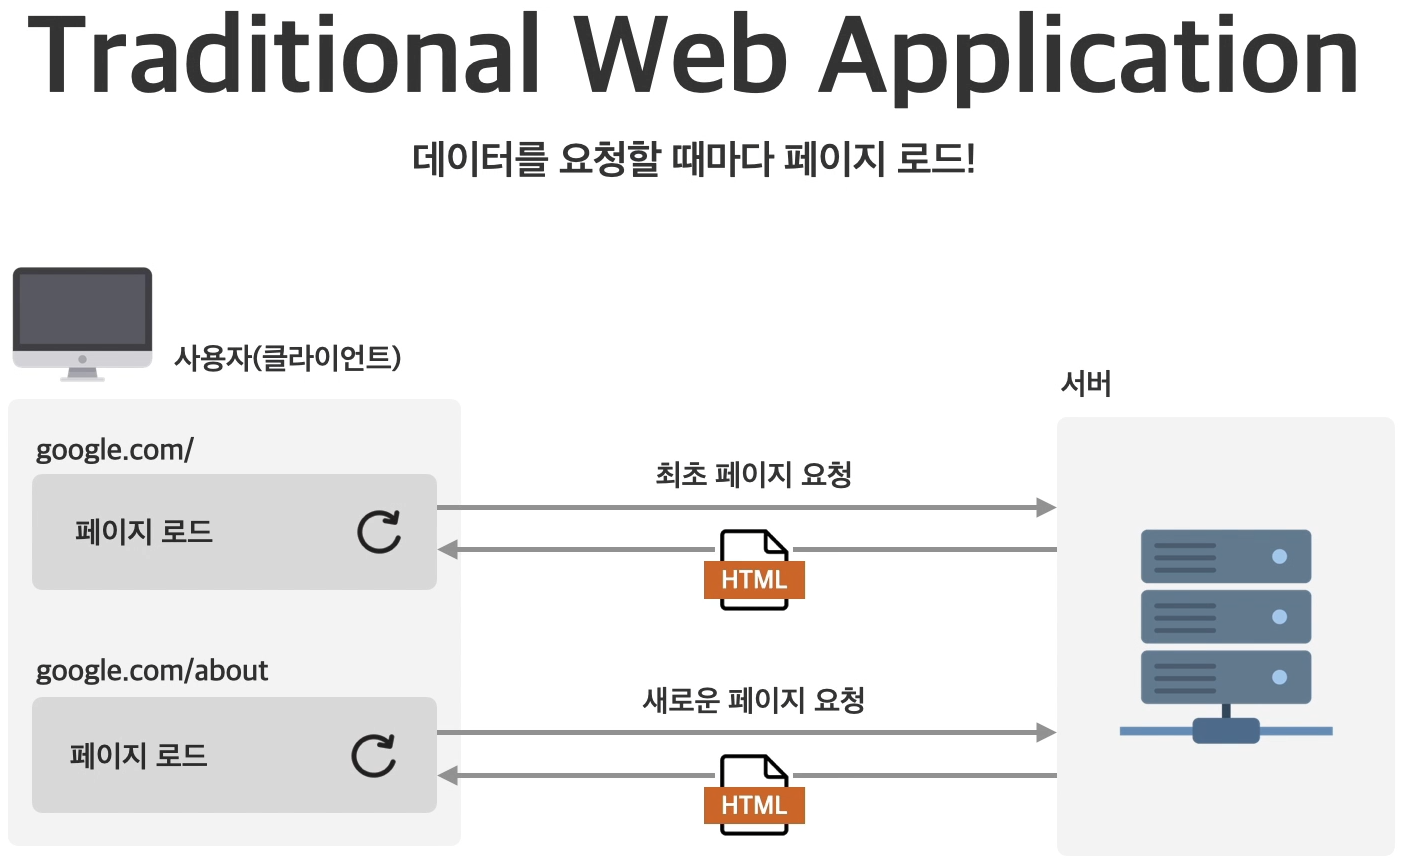 Traditional Web Application
데이터를 요청할 때마다 페이지 로드!
사용자(클라이언트)
서버
google.com/
페이지 로드
최초 페이지 요청
HTML
google.com/about
페이지 로드
새로운 페이지 요청
HTML